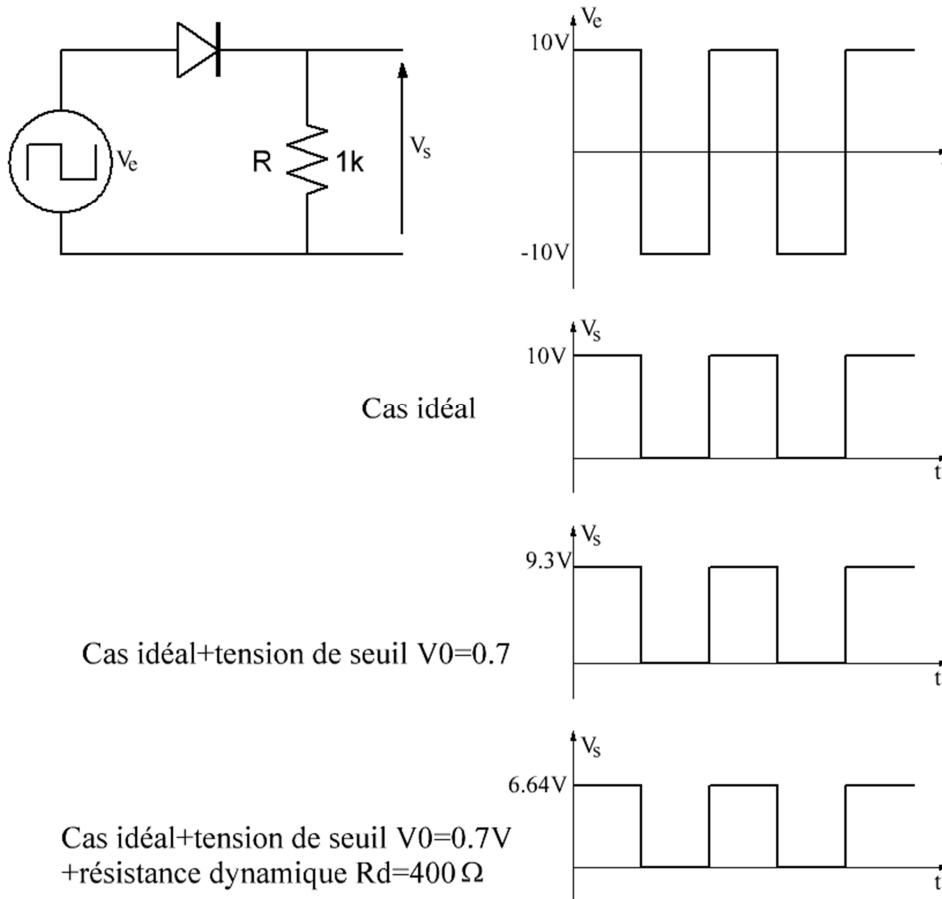 Ve
10V
-10V
Ve
R
1k
Vs
Vs
10V
t
Cas idéal
Vs
9.3V
t
Cas idéal+tension de seuil V0=0.7
Vs
6.64V
t
Cas idéal+tension de seuil V0=0.7V
+résistance dynamique Rd=400 Ω